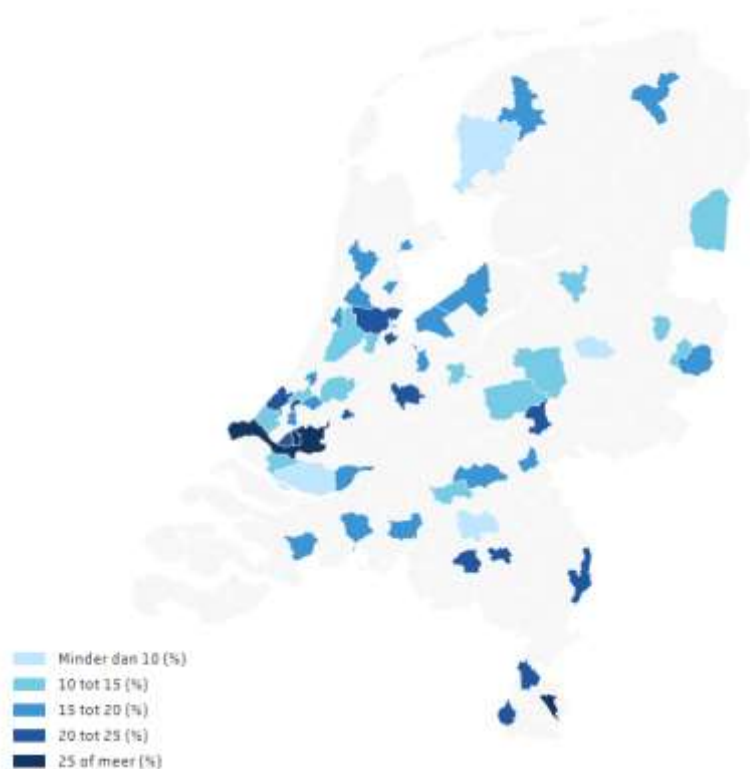 Minder dan 10 (%)
10 tot 15 (%)
15 tot 20 (%)
20 tot 25 (%)
25 of meer (%)